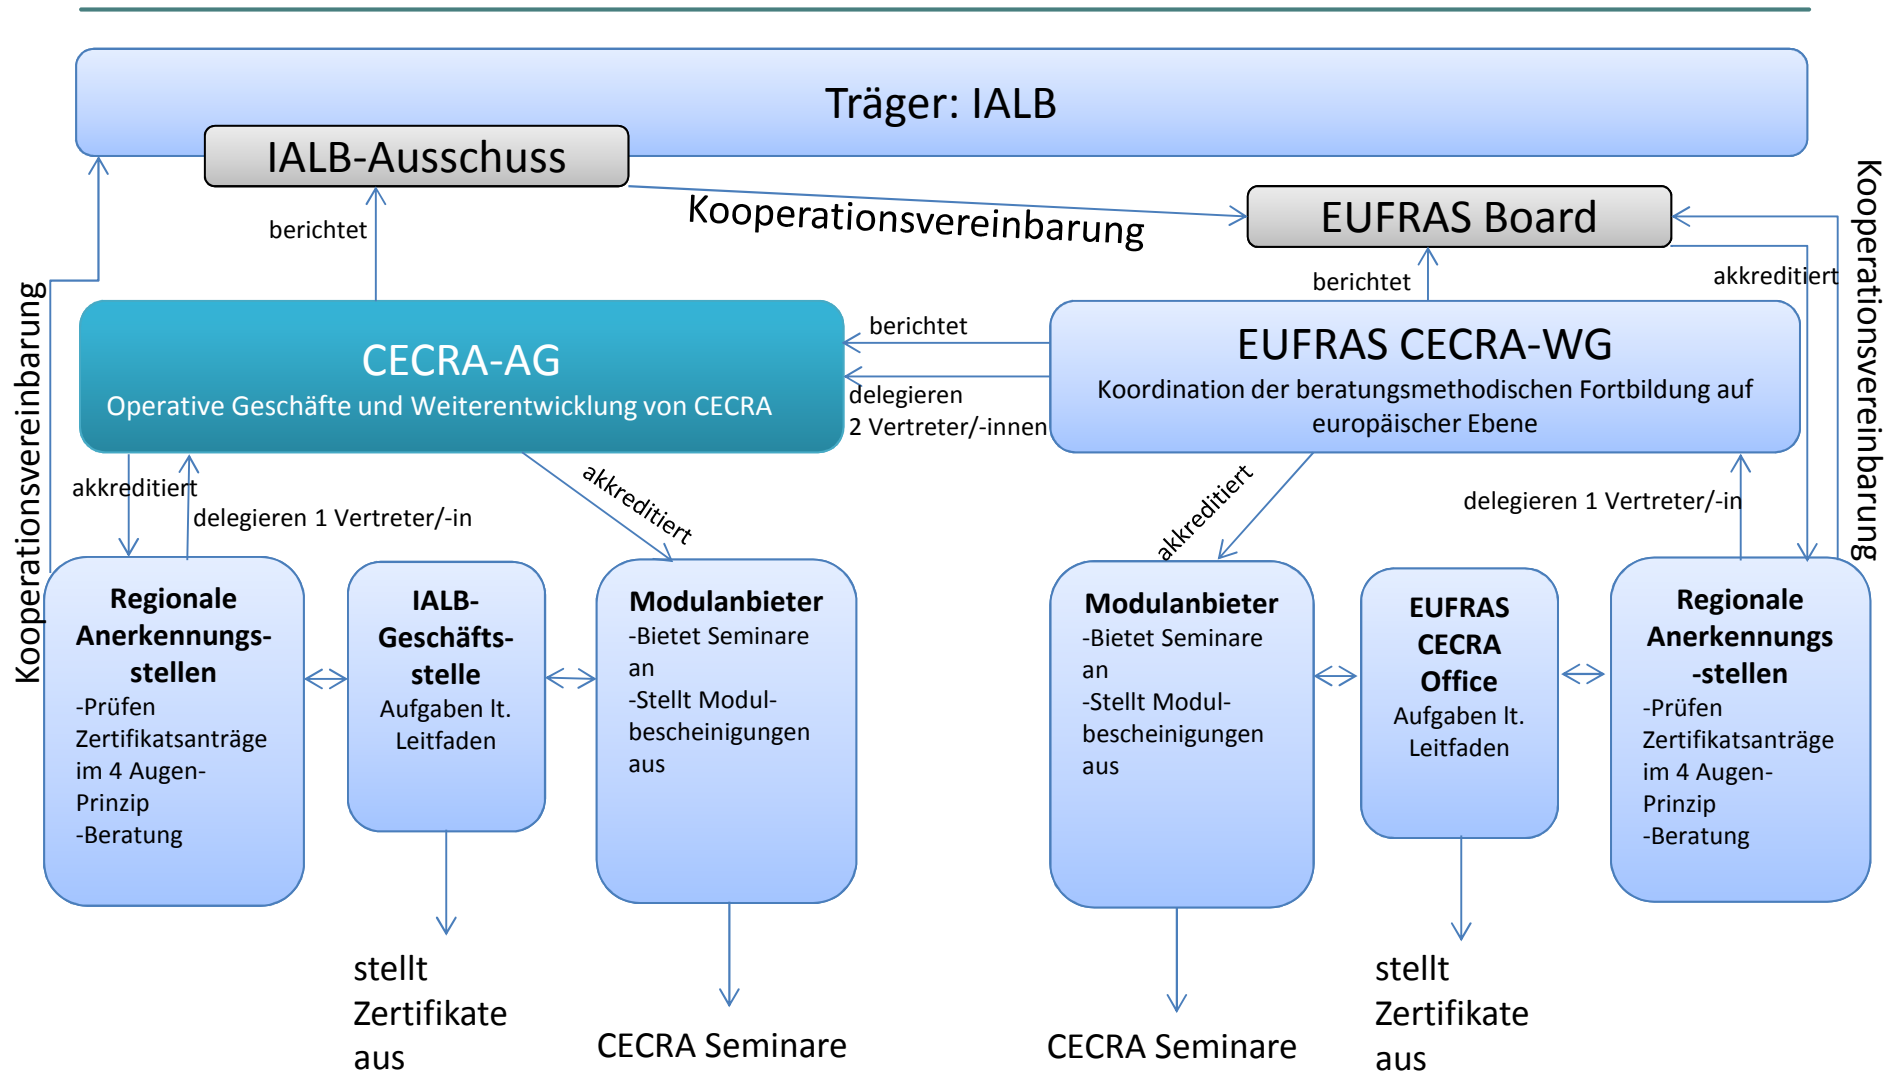 Träger: IALB
IALB-Ausschuss
EUFRAS Board
Kooperationsvereinbarung
berichtet
berichtet
akkreditiert
Kooperationsvereinbarung
Kooperationsvereinbarung
CECRA-AG
Operative Geschäfte und Weiterentwicklung von CECRA
berichtet
delegieren
2 Vertreter/-innen
EUFRAS CECRA-WG
Koordination der beratungsmethodischen Fortbildung auf
europäischer Ebene
akkreditiert
delegieren 1 Vertreter/-in
akkreditiert
akkreditiert
delegieren 1 Vertreter/-in
Regionale
Anerkennungs-
stellen
-Prüfen
Zertifikatsanträge
im 4 Augen-
Prinzip
-Beratung
IALB-
Geschäfts-
stelle
Aufgaben lt.
Leitfaden
Modulanbieter
-Bietet Seminare
an
-Stellt Modul-
bescheinigungen
aus
Modulanbieter
-Bietet Seminare
an
-Stellt Modul-
bescheinigungen
aus
EUFRAS
CECRA
Office
Aufgaben lt.
Leitfaden
Regionale
Anerkennungs
-stellen
-Prüfen
Zertifikatsanträge
im 4 Augen-
Prinzip
-Beratung
stellt
Zertifikate
aus
CECRA Seminare
CECRA Seminare
stellt
Zertifikate
aus